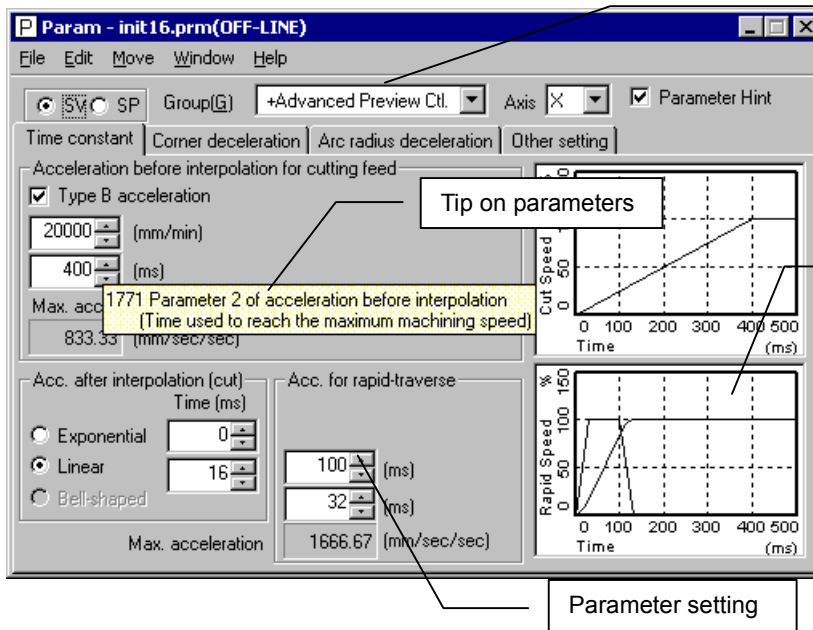 Param - init16.prm(OFF-LINE)
File Edit Move Window Help
SV SP Group(G) +Advanced Preview Ctl. Axis X Parameter Hint
Time constant Corner deceleration Arc radius deceleration Other setting
Acceleration before interpolation for cutting feed
Type B acceleration
20000 (mm/min)
400 (ms)
Tip on parameters
1771 Parameter 2 of acceleration before interpolation
(Time used to reach the maximum machining speed)
Max. acc
833.33 (mm/sec/sec)
Cut Speed
0 50
0 100 200 300 400 500
Time (ms)
Acc. after interpolation (cut)
Time (ms)
Exponential 0
Linear 16
Bell-shaped
Acc. for rapid-traverse
100 (ms)
32 (ms)
Max. acceleration 1666.67 (mm/sec/sec)
Rapid Speed %
0 50 100 150
0 100 200 300 400 500
Time (ms)
Parameter setting